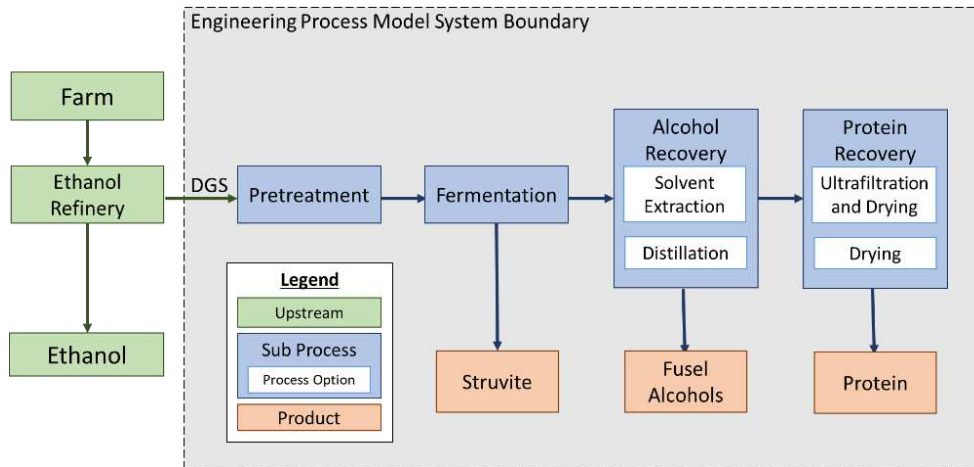 Engineering Process Model System Boundary
Farm
Ethanol
Refinery
DGS
Pretreatment
Fermentation
Alcohol
Recovery
Solvent
Extraction
Distillation
Protein
Recovery
Ultrafiltration
and Drying
Drying
Legend
Upstream
Sub Process
Process Option
Product
Ethanol
Struvite
Fusel
Alcohols
Protein